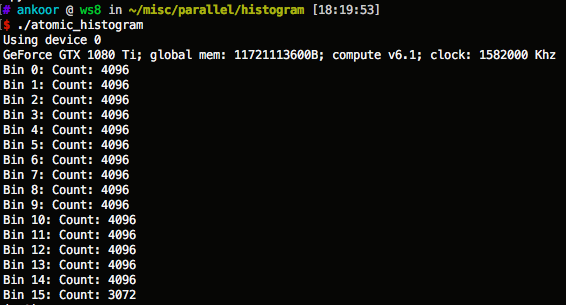 # ankoor @ ws8 in ~/misc/parallel/histogram [18:19:53]
$ ./atomic_histogram
Using device 0
GeForce GTX 1080 Ti; global mem: 11721113600B; compute v6.1; clock: 1582000 Khz
Bin 0: Count: 4096
Bin 1: Count: 4096
Bin 2: Count: 4096
Bin 3: Count: 4096
Bin 4: Count: 4096
Bin 5: Count: 4096
Bin 6: Count: 4096
Bin 7: Count: 4096
Bin 8: Count: 4096
Bin 9: Count: 4096
Bin 10: Count: 4096
Bin 11: Count: 4096
Bin 12: Count: 4096
Bin 13: Count: 4096
Bin 14: Count: 4096
Bin 15: Count: 3072